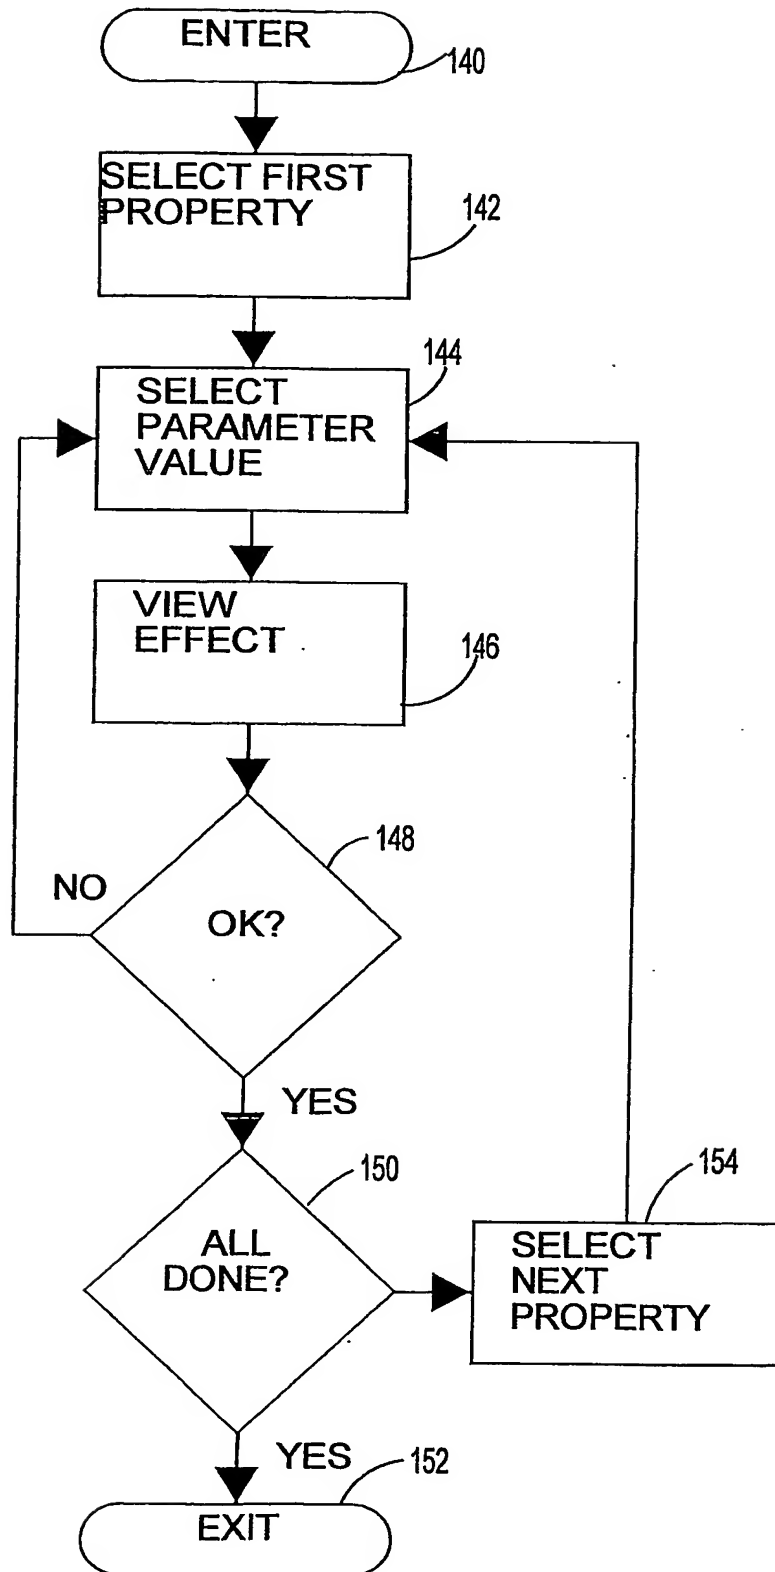 ENTER
140
SELECT FIRST
PROPERTY
142
144
SELECT
PARAMETER
VALUE
VIEW
EFFECT
146
148
NO
OK?
YES
150
154
ALL
DONE?
SELECT
NEXT
PROPERTY
YES
152
EXIT